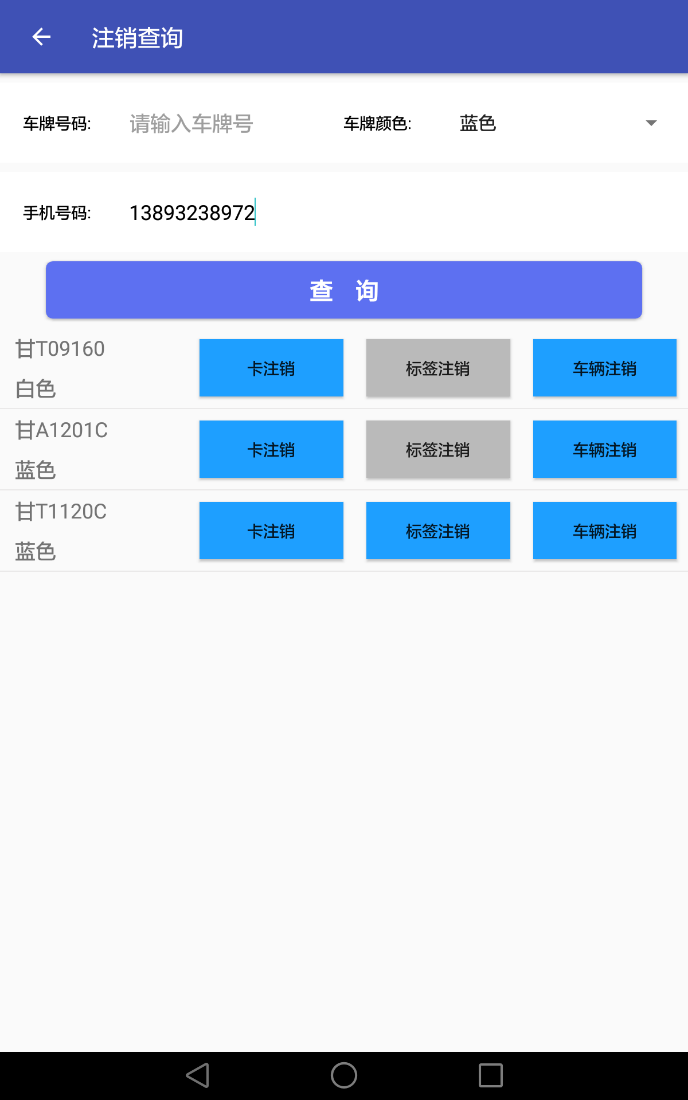 注销查询
车牌号码: 请输入车牌号 车牌颜色: 蓝色
手机号码: 13893238972
查 询
甘T09160
白色
卡注销 标签注销 车辆注销
甘A1201C
蓝色
卡注销 标签注销 车辆注销
甘T1120C
蓝色
卡注销 标签注销 车辆注销